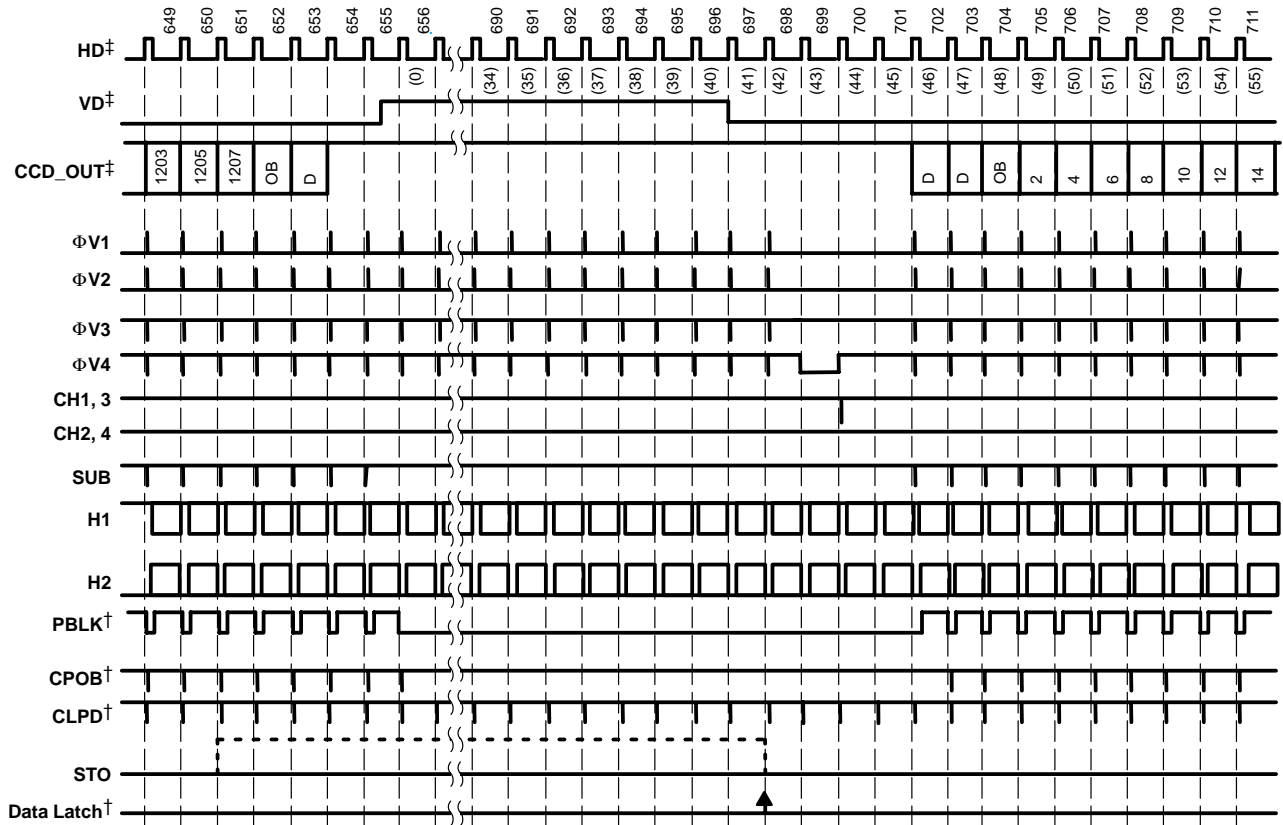 649 650 651 652 653 655 656 690 691 692 693 694 695 696 697 698 699 700 701 702 703 704 705 706 707 708 709 710 711
HD‡
(0) (34) (35) (36) (37) (38) (39) (40) (41) (42) (43) (44) (45) (46) (47) (48) (49) (50) (51) (52) (53) (54) (55)
VD‡
CCD_OUT‡ 1203 1205 1207 OB D D D OB 2 4 6 8 10 12 14
ΦV1
ΦV2
ΦV3
ΦV4
CH1, 3
CH2, 4
SUB
H1
H2
PBLK†
CPOB†
CLPD†
STO
Data Latch†